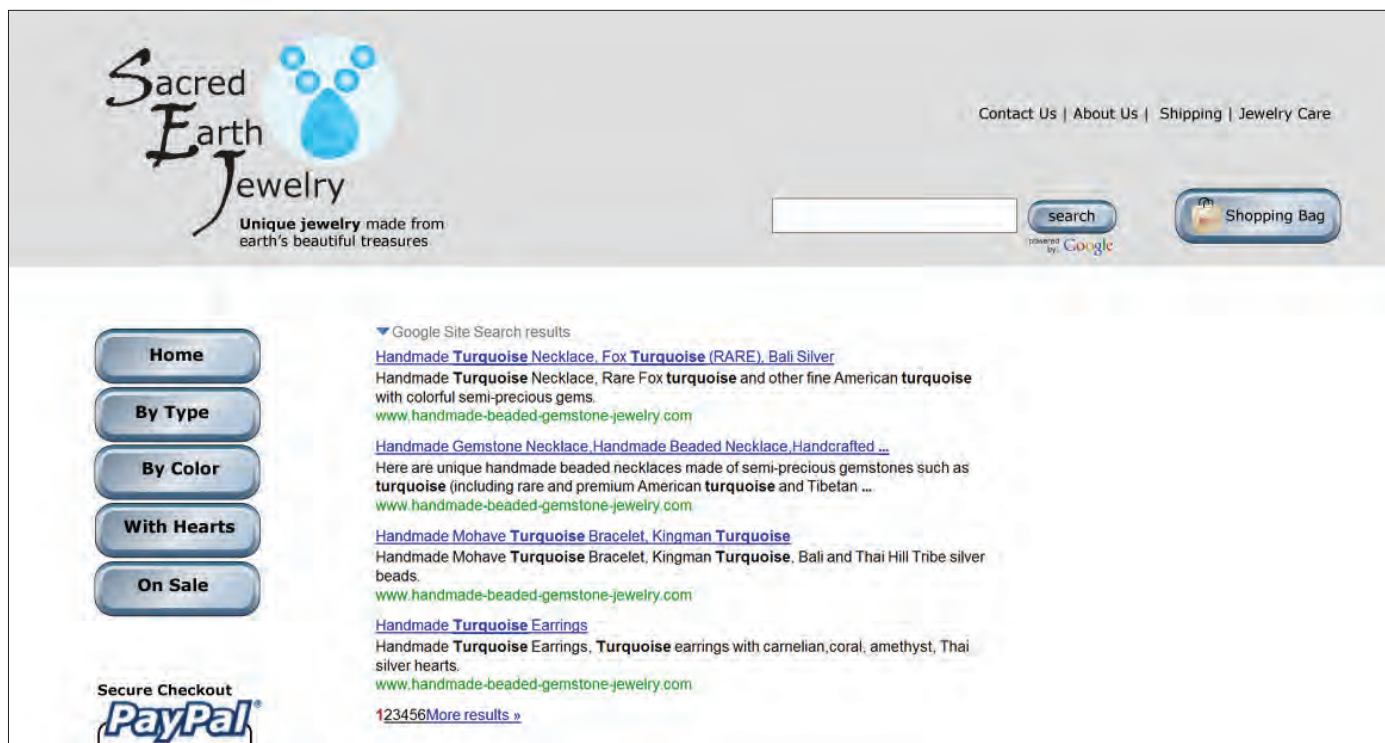 Sacred
Earth
Jewelry
Unique jewelry made from
earth's beautiful treasures
Contact Us | About Us | Shipping | Jewelry Care
search
powered by: Google
Shopping Bag
Home
By Type
By Color
With Hearts
On Sale
Secure Checkout
PayPal®
Google Site Search results
Handmade Turquoise Necklace, Fox Turquoise (RARE), Bali Silver
Handmade Turquoise Necklace, Rare Fox turquoise and other fine American turquoise
with colorful semi-precious gems.
www.handmade-beaded-gemstone-jewelry.com
Handmade Gemstone Necklace,Handmade Beaded Necklace,Handcrafted ...
Here are unique handmade beaded necklaces made of semi-precious gemstones such as
turquoise (including rare and premium American turquoise and Tibetan ...
www.handmade-beaded-gemstone-jewelry.com
Handmade Mohave Turquoise Bracelet, Kingman Turquoise
Handmade Mohave Turquoise Bracelet, Kingman Turquoise, Bali and Thai Hill Tribe silver
beads.
www.handmade-beaded-gemstone-jewelry.com
Handmade Turquoise Earrings
Handmade Turquoise Earrings, Turquoise earrings with carnelian,coral, amethyst, Thai
silver hearts.
www.handmade-beaded-gemstone-jewelry.com
123456More results »